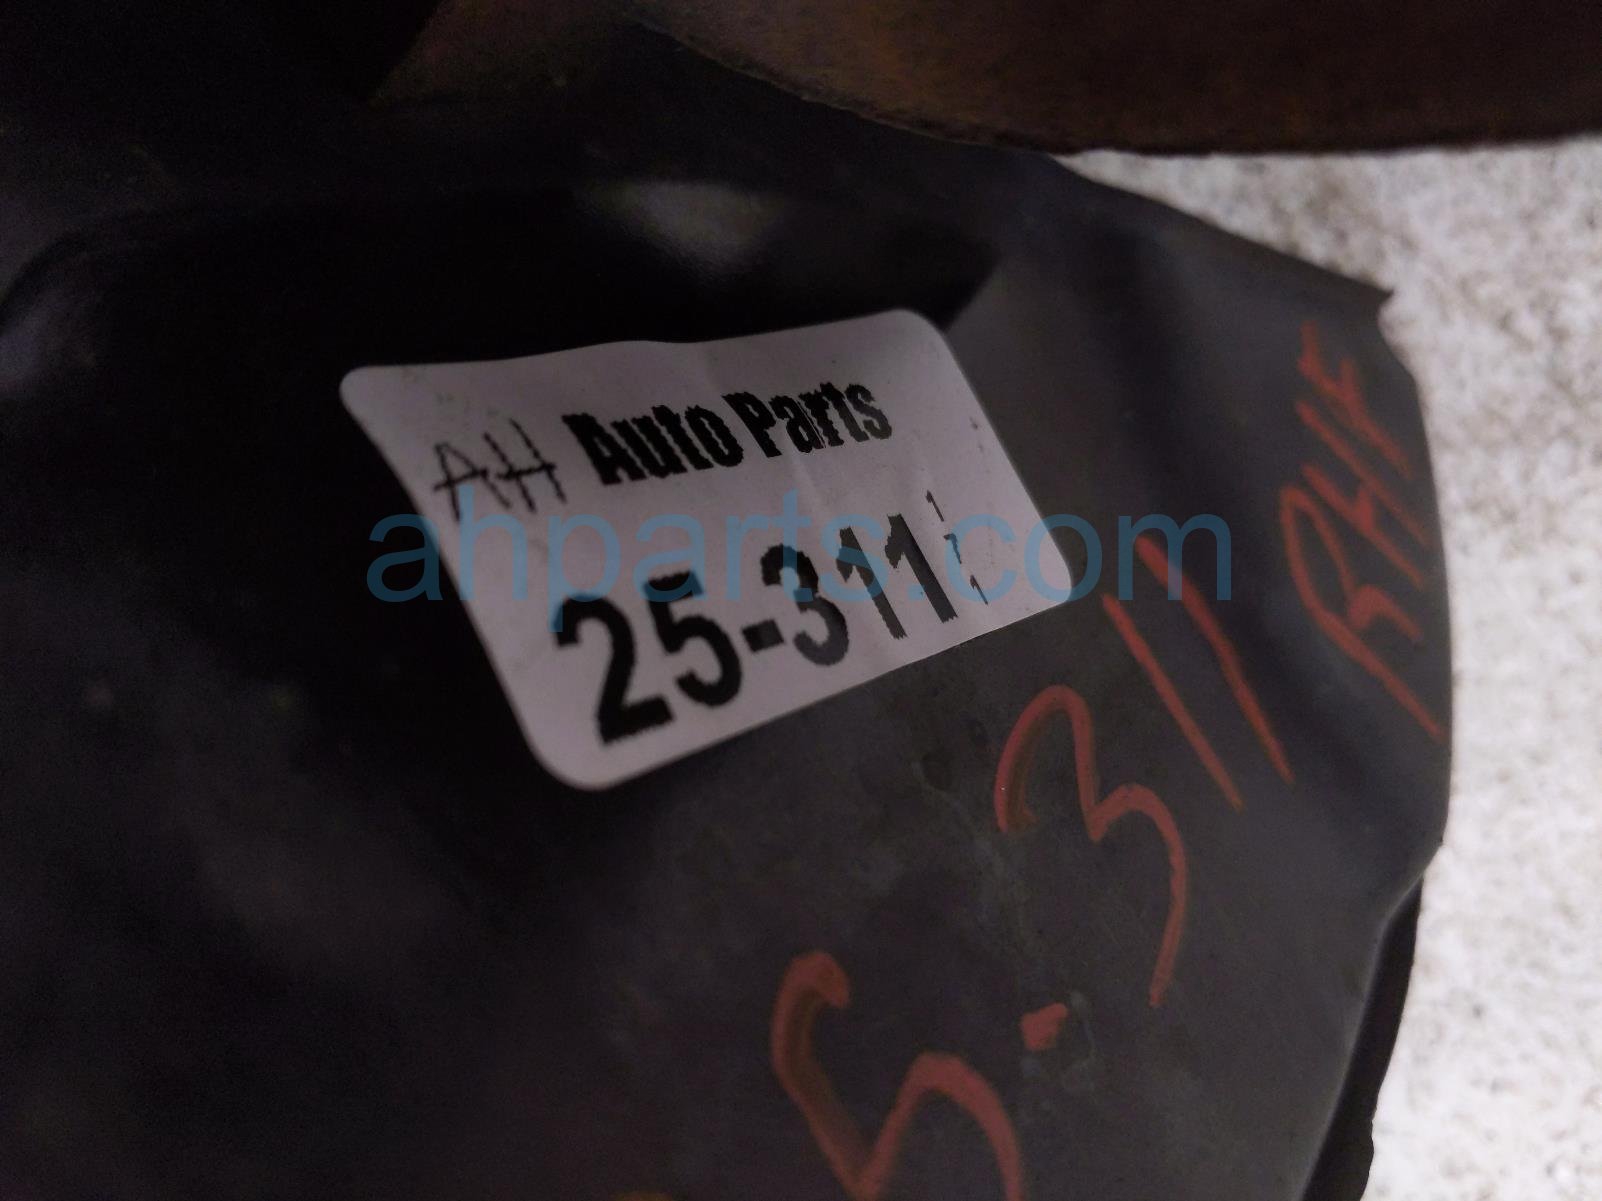 AH Auto Parts
25-311
ahparts.com
5-311 RHF